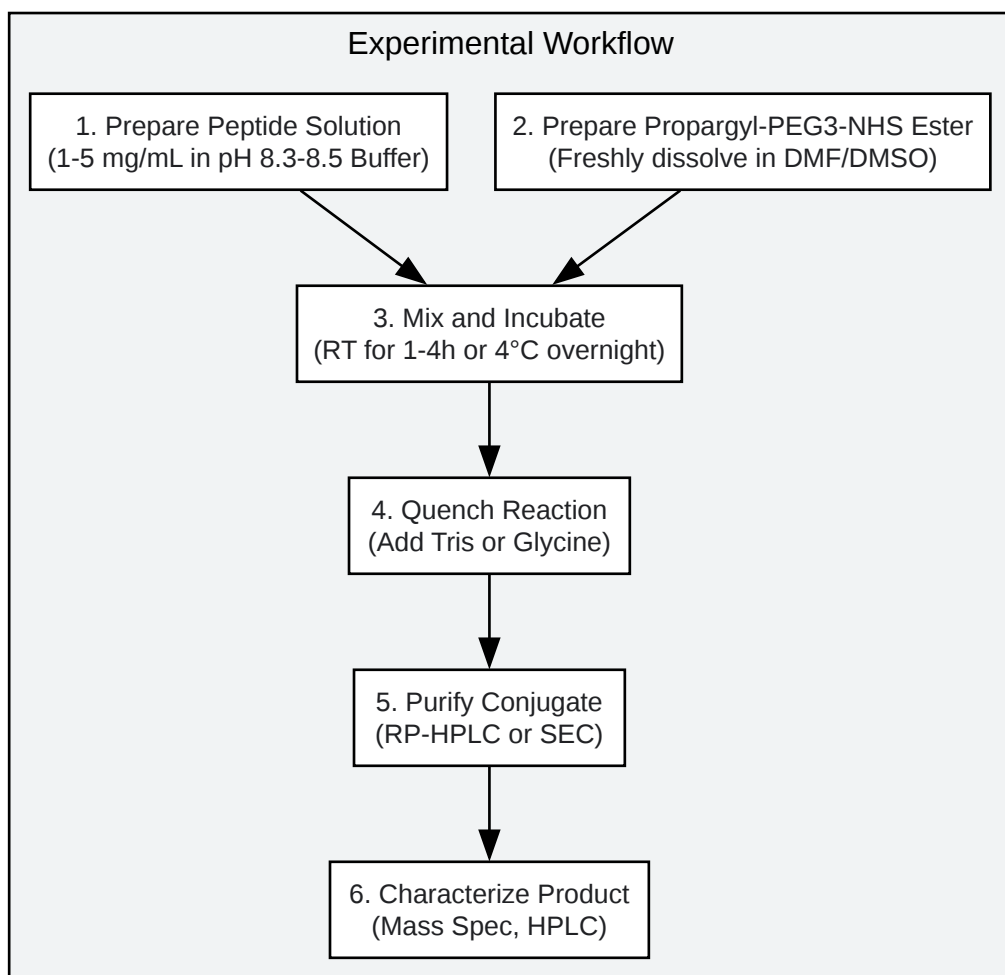 Experimental Workflow
1. Prepare Peptide Solution
(1-5 mg/mL in pH 8.3-8.5 Buffer)
2. Prepare Propargyl-PEG3-NHS Ester
(Freshly dissolve in DMF/DMSO)
3. Mix and Incubate
(RT for 1-4h or 4°C overnight)
4. Quench Reaction
(Add Tris or Glycine)
5. Purify Conjugate
(RP-HPLC or SEC)
6. Characterize Product
(Mass Spec, HPLC)